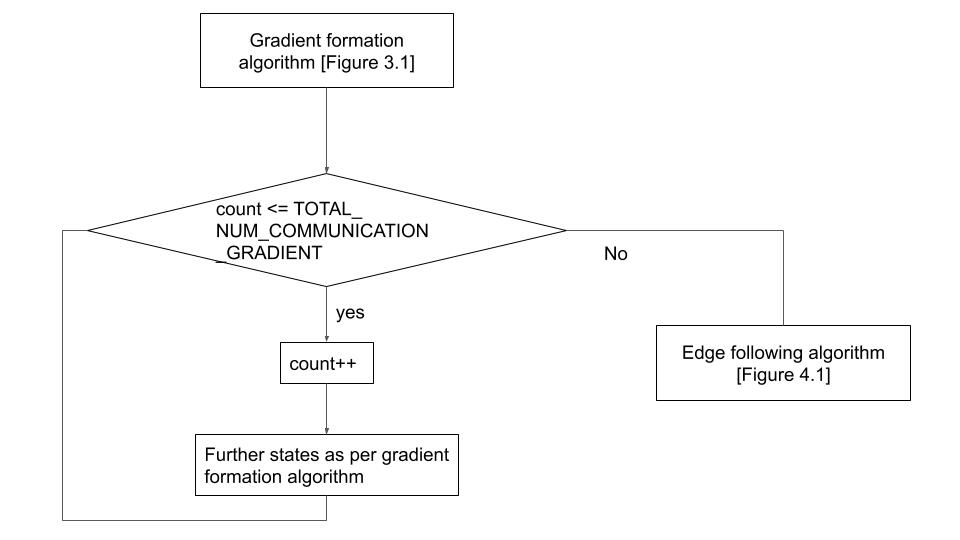 Gradient formation
algorithm [Figure 3.1]
count <= TOTAL_
NUM_COMMUNICATION
_GRADIENT
No
yes
count++
Edge following algorithm
[Figure 4.1]
Further states as per gradient
formation algorithm